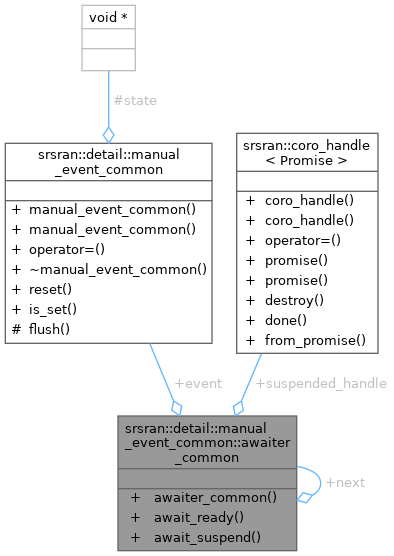 void *
#state
srsran::detail::manual
_event_common
+ manual_event_common()
+ manual_event_common()
+ operator=()
+ ~manual_event_common()
+ reset()
+ is_set()
# flush()
srsran::coro_handle
< Promise >
+ coro_handle()
+ coro_handle()
+ operator=()
+ promise()
+ promise()
+ destroy()
+ done()
+ from_promise()
+event
+suspended_handle
srsran::detail::manual
_event_common::awaiter
_common
+ awaiter_common()
+ await_ready()
+ await_suspend()
+next